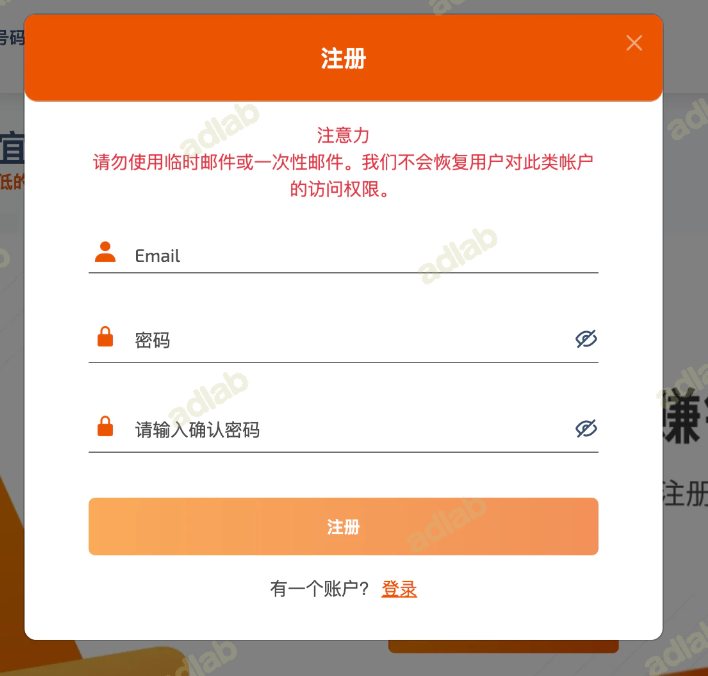 号码
注册
adlab
adlab
宜
低的
注意力
请勿使用临时邮件或一次性邮件。我们不会恢复用户对此类帐户
的访问权限。
adlab
Email
密码
adlab
adla
赚
请输入确认密码
注册
注册
adlab
有一个账户? 登录
adlab
adlab